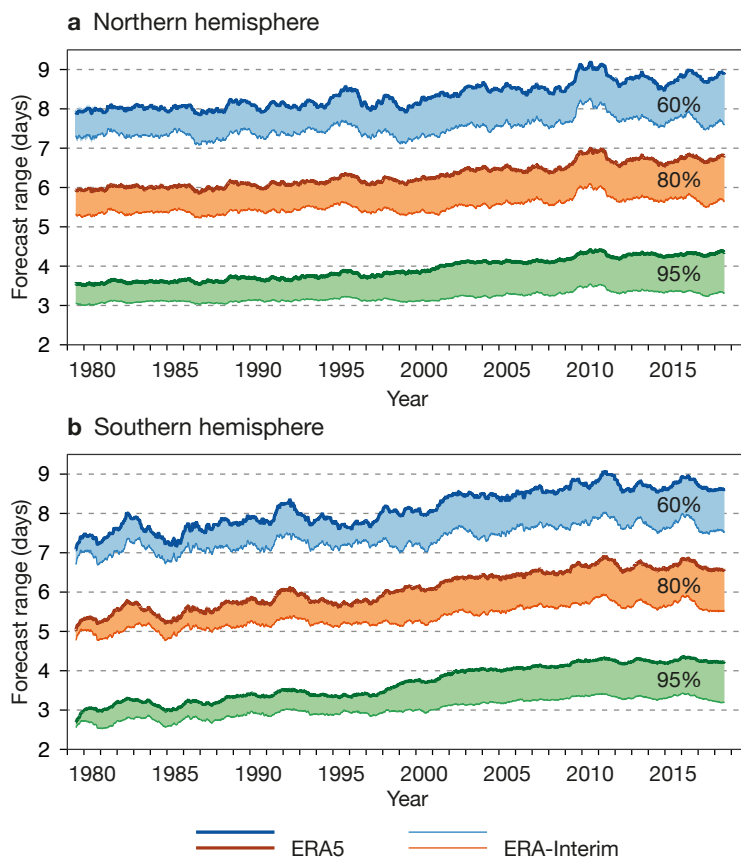 a Northern hemisphere
9
8
7
6
5
4
3
2
Forecast range (days)
60%
80%
95%
1980 1985 1990 1995 2000 2005 2010 2015
Year
b Southern hemisphere
9
8
7
6
5
4
3
2
Forecast range (days)
60%
80%
95%
1980 1985 1990 1995 2000 2005 2010 2015
Year
ERA5 ERA-Interim